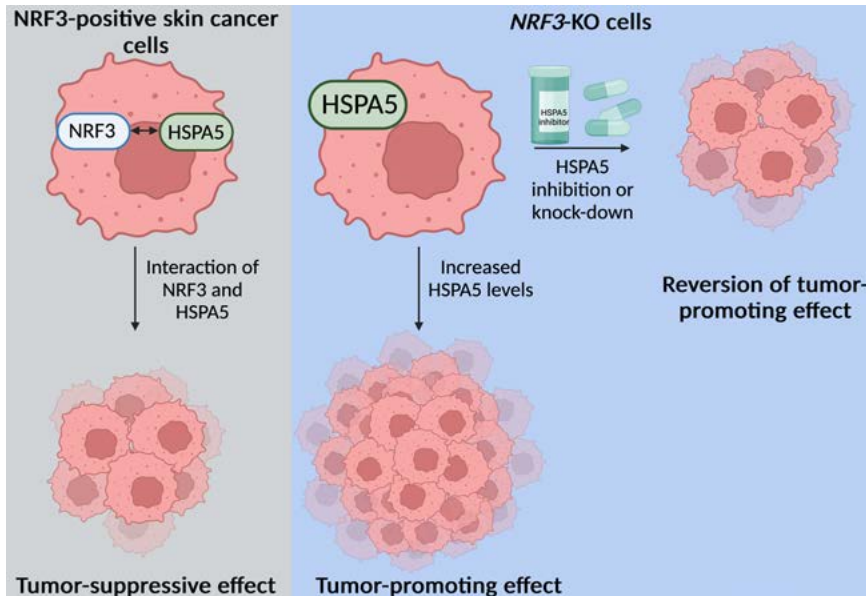 NRF3-positive skin cancer
cells
NRF3
HSPA5
Interaction of
NRF3 and
HSPA5
Tumor-suppressive effect
NRF3-KO cells
HSPA5
HSPA5
inhibitor
HSPA5
inhibition or
knock-down
Increased
HSPA5 levels
Reversion of tumor-
promoting effect
Tumor-promoting effect